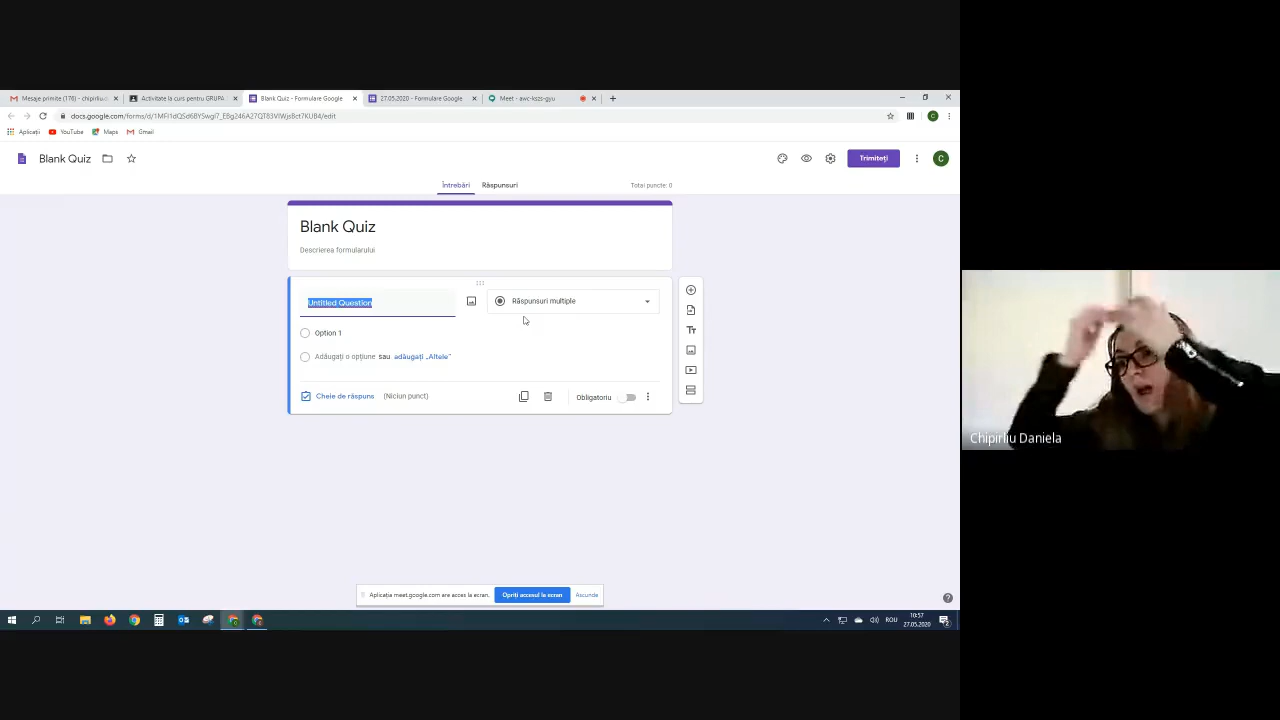 Mesaje primite (176) - chipirliu.c
Activitate la curs pentru GRUPA
Blank Quiz - Formulare Google
27.05.2020 - Formulare Google
Meet - awc-kszs-gyu
Aplicații
YouTube
Maps
Gmail
Blank Quiz
Trimiteți
C
Întrebări
Răspunsuri
Total puncte: 0
Blank Quiz
Descrierea formularului
Untitled Question
Răspunsuri multiple
Option 1
Adăugați o opțiune sau adăugați „Altele”
Cheie de răspuns (Niciun punct)
Obligatoriu
Chipirliu Daniela
Aplicația meet.google.com are acces la ecran.
Opriți accesul la ecran
Ascunde
ROU
10:57
27.05.2020